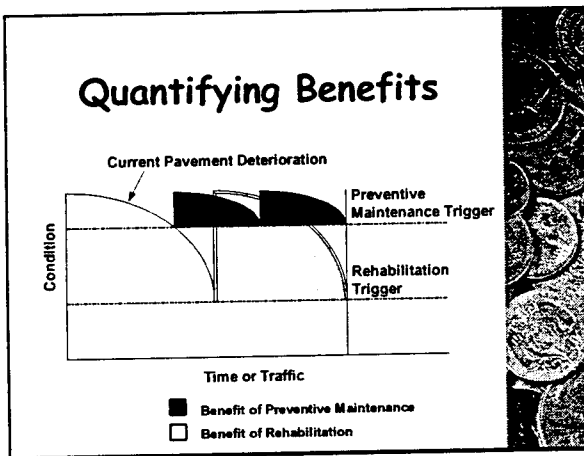 Quantifying Benefits
Current Pavement Deterioration
Preventive
Maintenance Trigger
Condition
Rehabilitation
Trigger
Time or Traffic
Benefit of Preventive Maintenance
Benefit of Rehabilitation